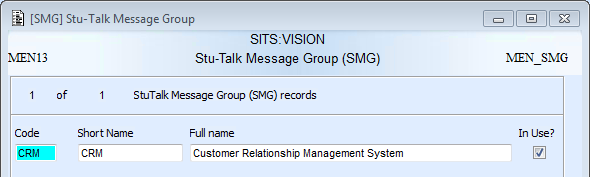 [SMG] Stu-Talk Message Group
SITS:VISION
MEN13 Stu-Talk Message Group (SMG) MEN_SMG
1 of 1 StuTalk Message Group (SMG) records
Code Short Name Full name In Use?
CRM CRM Customer Relationship Management System